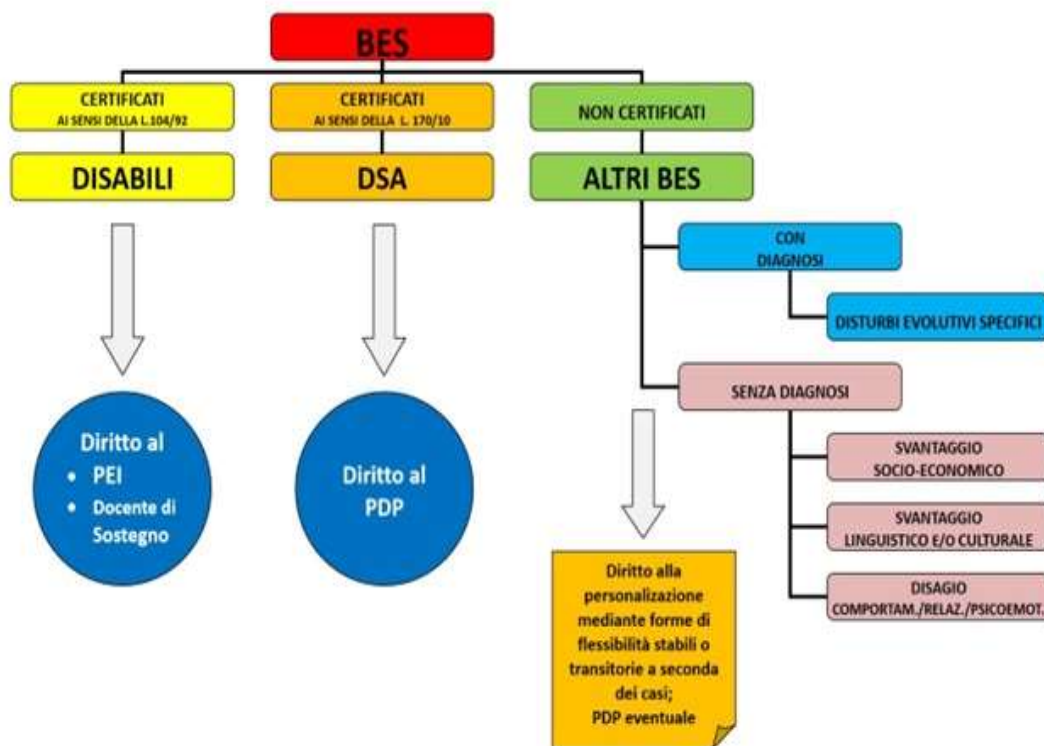 BES
CERTIFICATI
AI SENSI DELLA L.104/92
CERTIFICATI
AI SENSI DELLA L. 170/10
NON CERTIFICATI
DISABILI
DSA
ALTRI BES
CON
DIAGNOSI
DISTURBI EVOLUTIVI SPECIFICI
SENZA DIAGNOSI
SVANTAGGIO
SOCIO-ECONOMICO
SVANTAGGIO
LINGUISTICO E/O CULTURALE
DISAGIO
COMPORTAM./RELAZ./PSICOEMOT.
Diritto al
• PEI
• Docente di
Sostegno
Diritto al
PDP
Diritto alla
personalizzazione
mediante forme di
flessibilità stabili o
transitorie a seconda
dei casi;
PDP eventuale